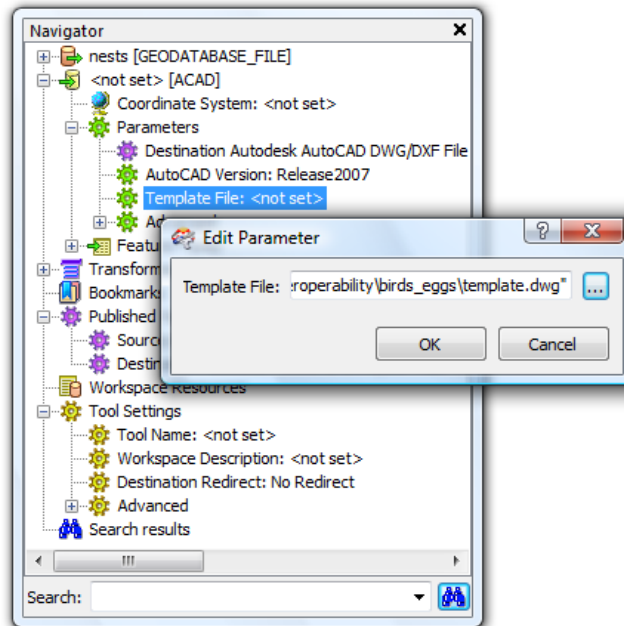 Navigator
nests [GEODATABASE_FILE]
<not set> [ACAD]
Coordinate System: <not set>
Parameters
Destination Autodesk AutoCAD DWG/DXF File
AutoCAD Version: Release2007
Template File: <not set>
Edit Parameter
Featu
Template File: :roperability\birds_eggs\template.dwg"
...
Transform
Bookmarks
Published
OK
Cancel
Source
Destin
Workspace Resources
Tool Settings
Tool Name: <not set>
Workspace Description: <not set>
Destination Redirect: No Redirect
Advanced
Search results
Search: